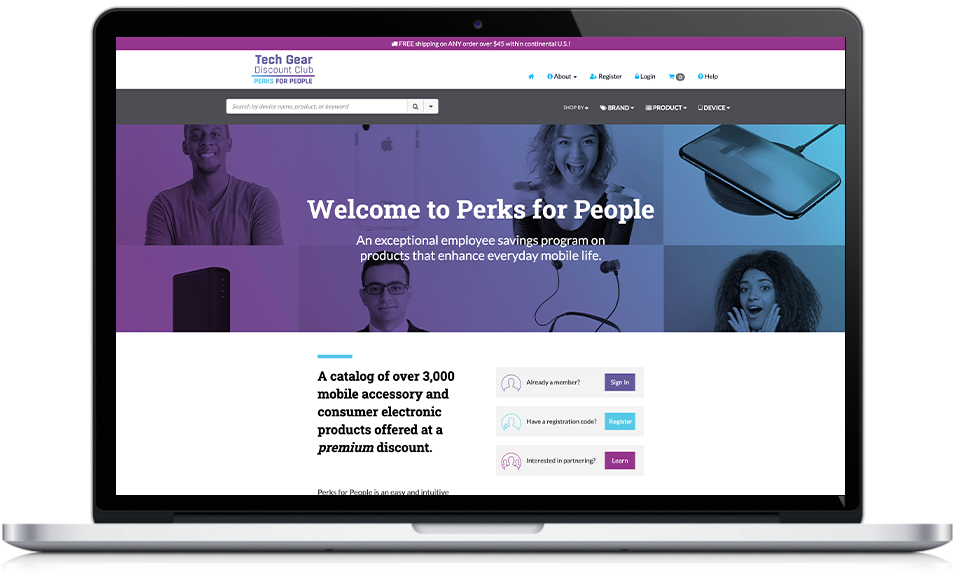 FREE shipping on ANY order over $45 within continental U.S.!
Tech Gear
Discount Club
PERKS FOR PEOPLE
About
Register
Login
0
Help
Search by device name, product, or keyword
SHOP BY
BRAND
PRODUCT
DEVICE
Welcome to Perks for People
An exceptional employee savings program on
products that enhance everyday mobile life.
A catalog of over 3,000
mobile accessory and
consumer electronic
products offered at a
premium discount.
Already a member?
Sign In
Have a registration code?
Register
Interested in partnering?
Learn
Perks for People is an easy and intuitive